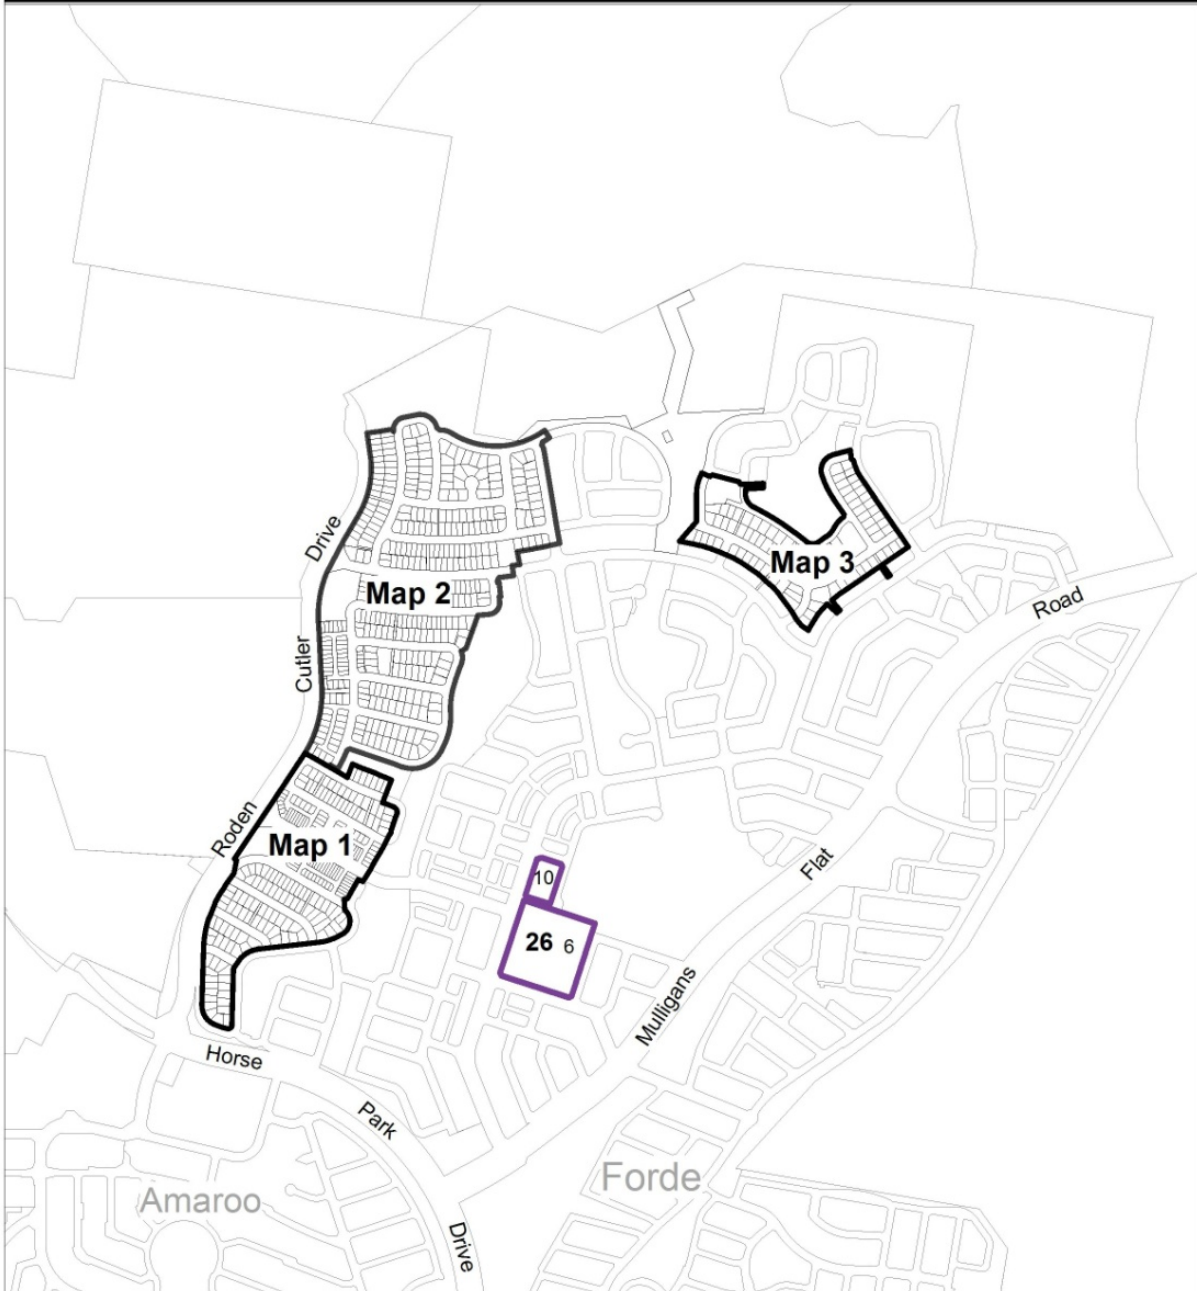 Drive
Map 3
Map 2
Road
Cutler
Roden
Map 1
Flat
10
26 6
Mulligans
Horse
Park
Forde
Amaroo
Drive